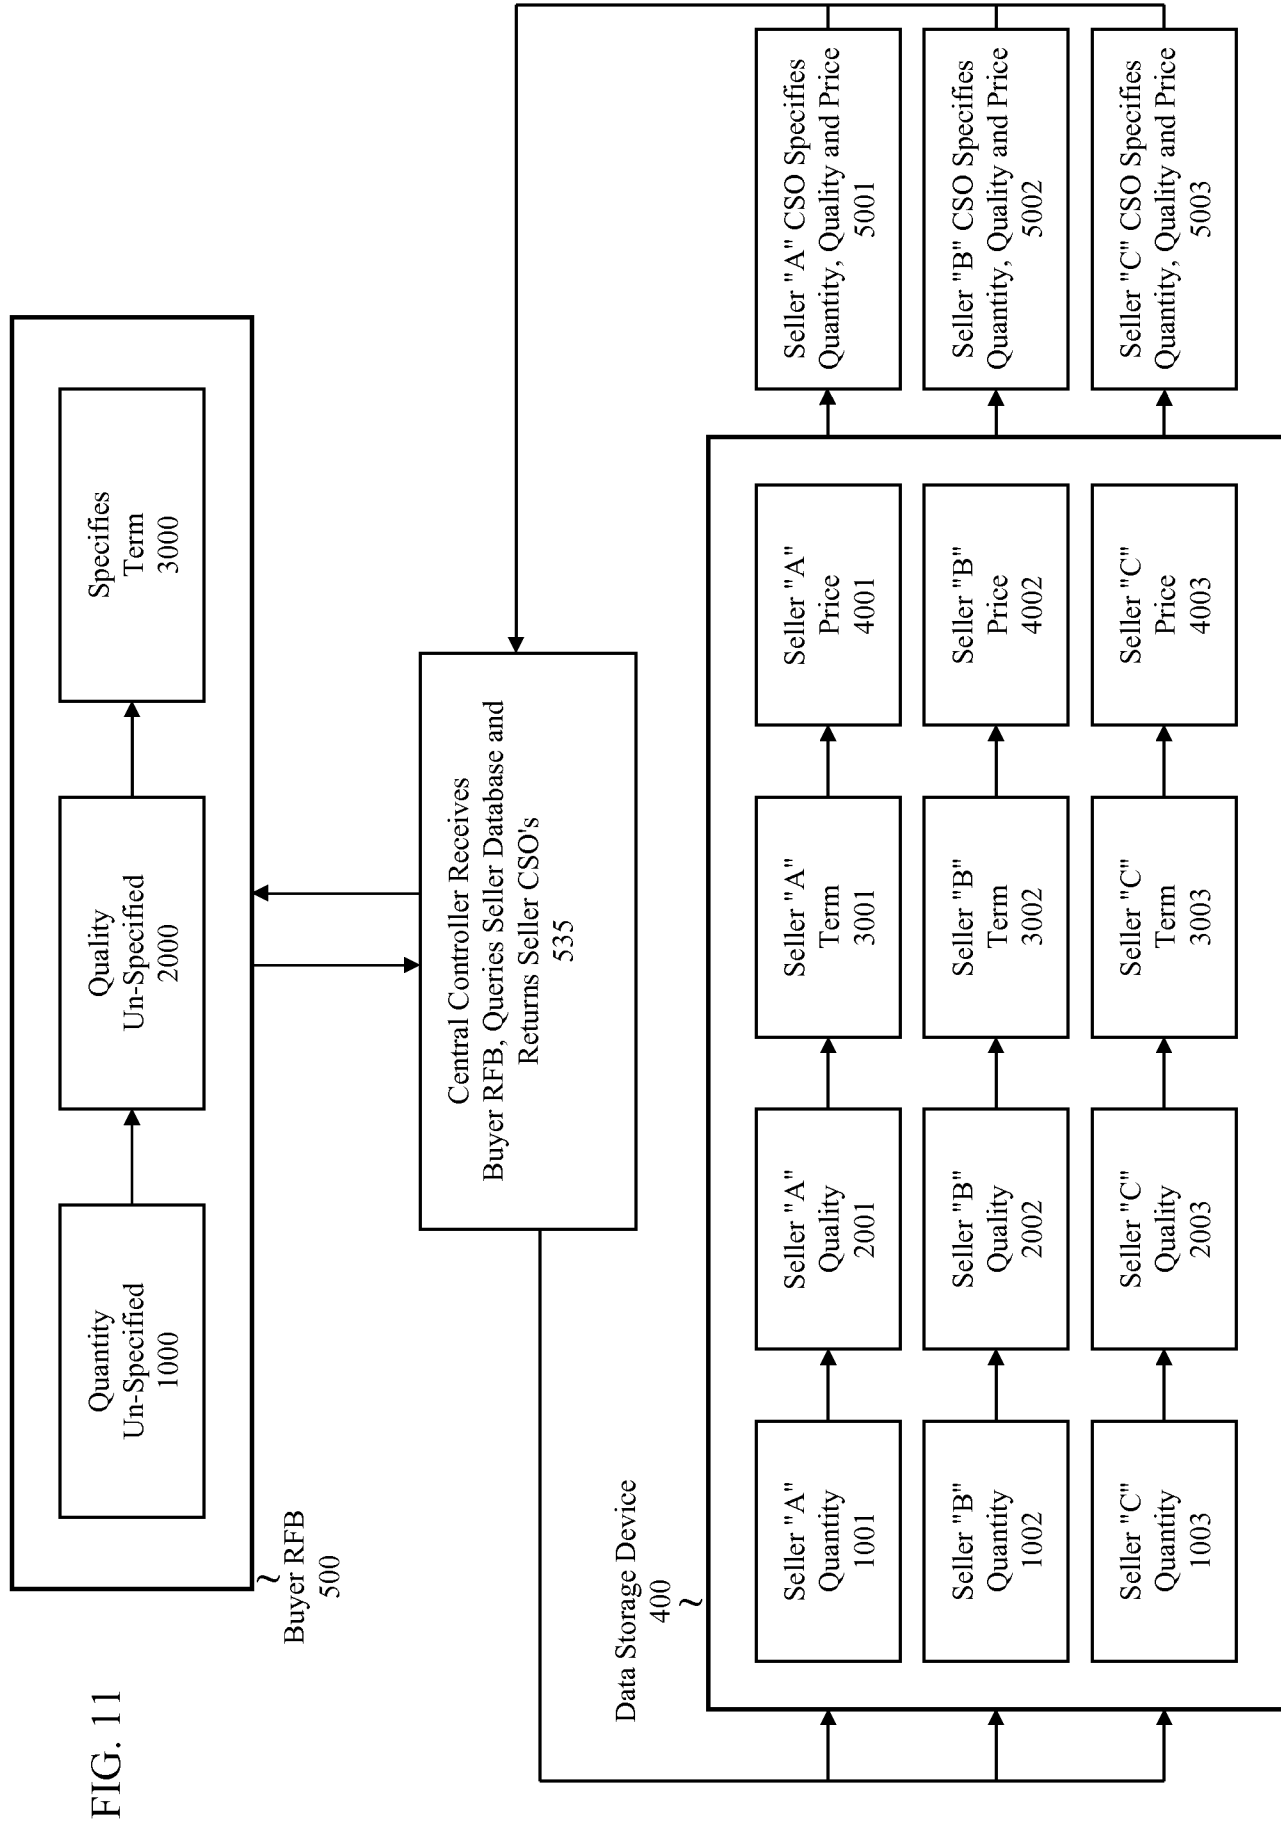 FIG. 11
Quantity
Un-Specified
1000
Quality
Un-Specified
2000
Specifies
Term
3000
~
Buyer RFB
500
Central Controller Receives
Buyer RFB, Queries Seller Database and
Returns Seller CSO's
535
Data Storage Device
400
~
Seller "A"
Quantity
1001
Seller "A"
Quality
2001
Seller "A"
Term
3001
Seller "A"
Price
4001
Seller "A" CSO Specifies
Quantity, Quality and Price
5001
Seller "B"
Quantity
1002
Seller "B"
Quality
2002
Seller "B"
Term
3002
Seller "B"
Price
4002
Seller "B" CSO Specifies
Quantity, Quality and Price
5002
Seller "C"
Quantity
1003
Seller "C"
Quality
2003
Seller "C"
Term
3003
Seller "C"
Price
4003
Seller "C" CSO Specifies
Quantity, Quality and Price
5003